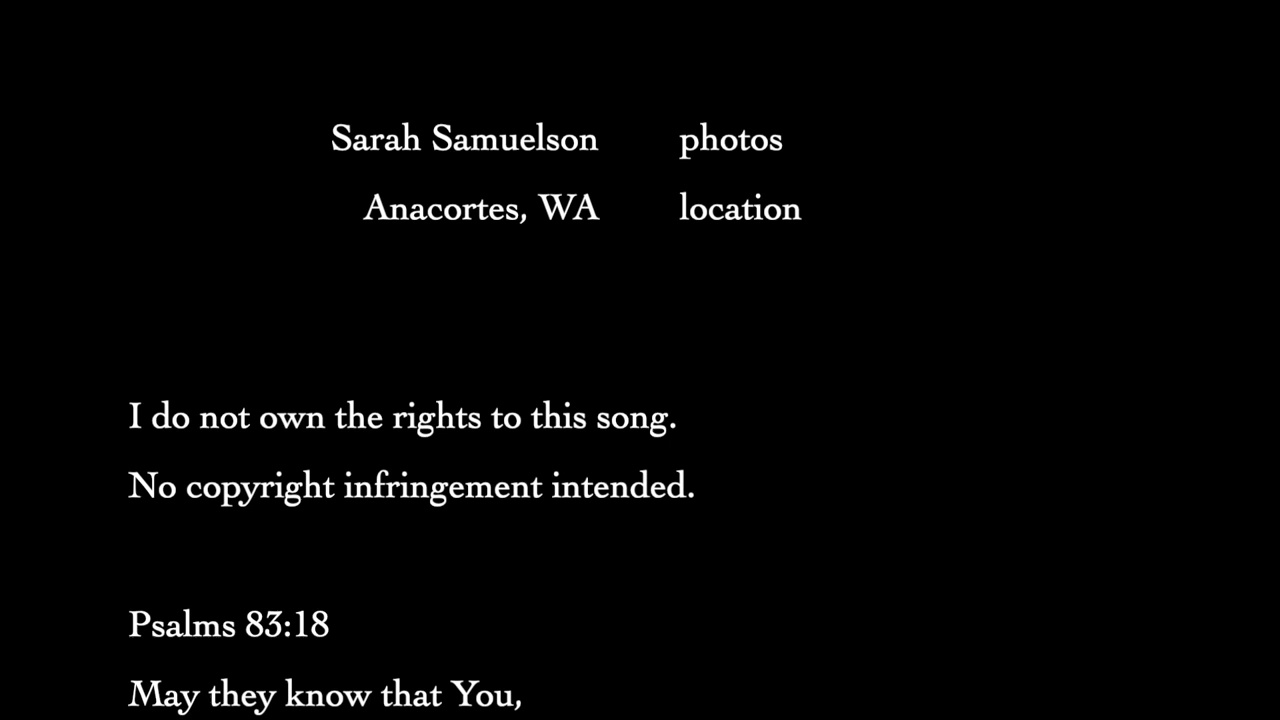 Sarah Samuelson photos
Anacortes, WA location
I do not own the rights to this song.
No copyright infringement intended.
Psalms 83:18
May they know that You,